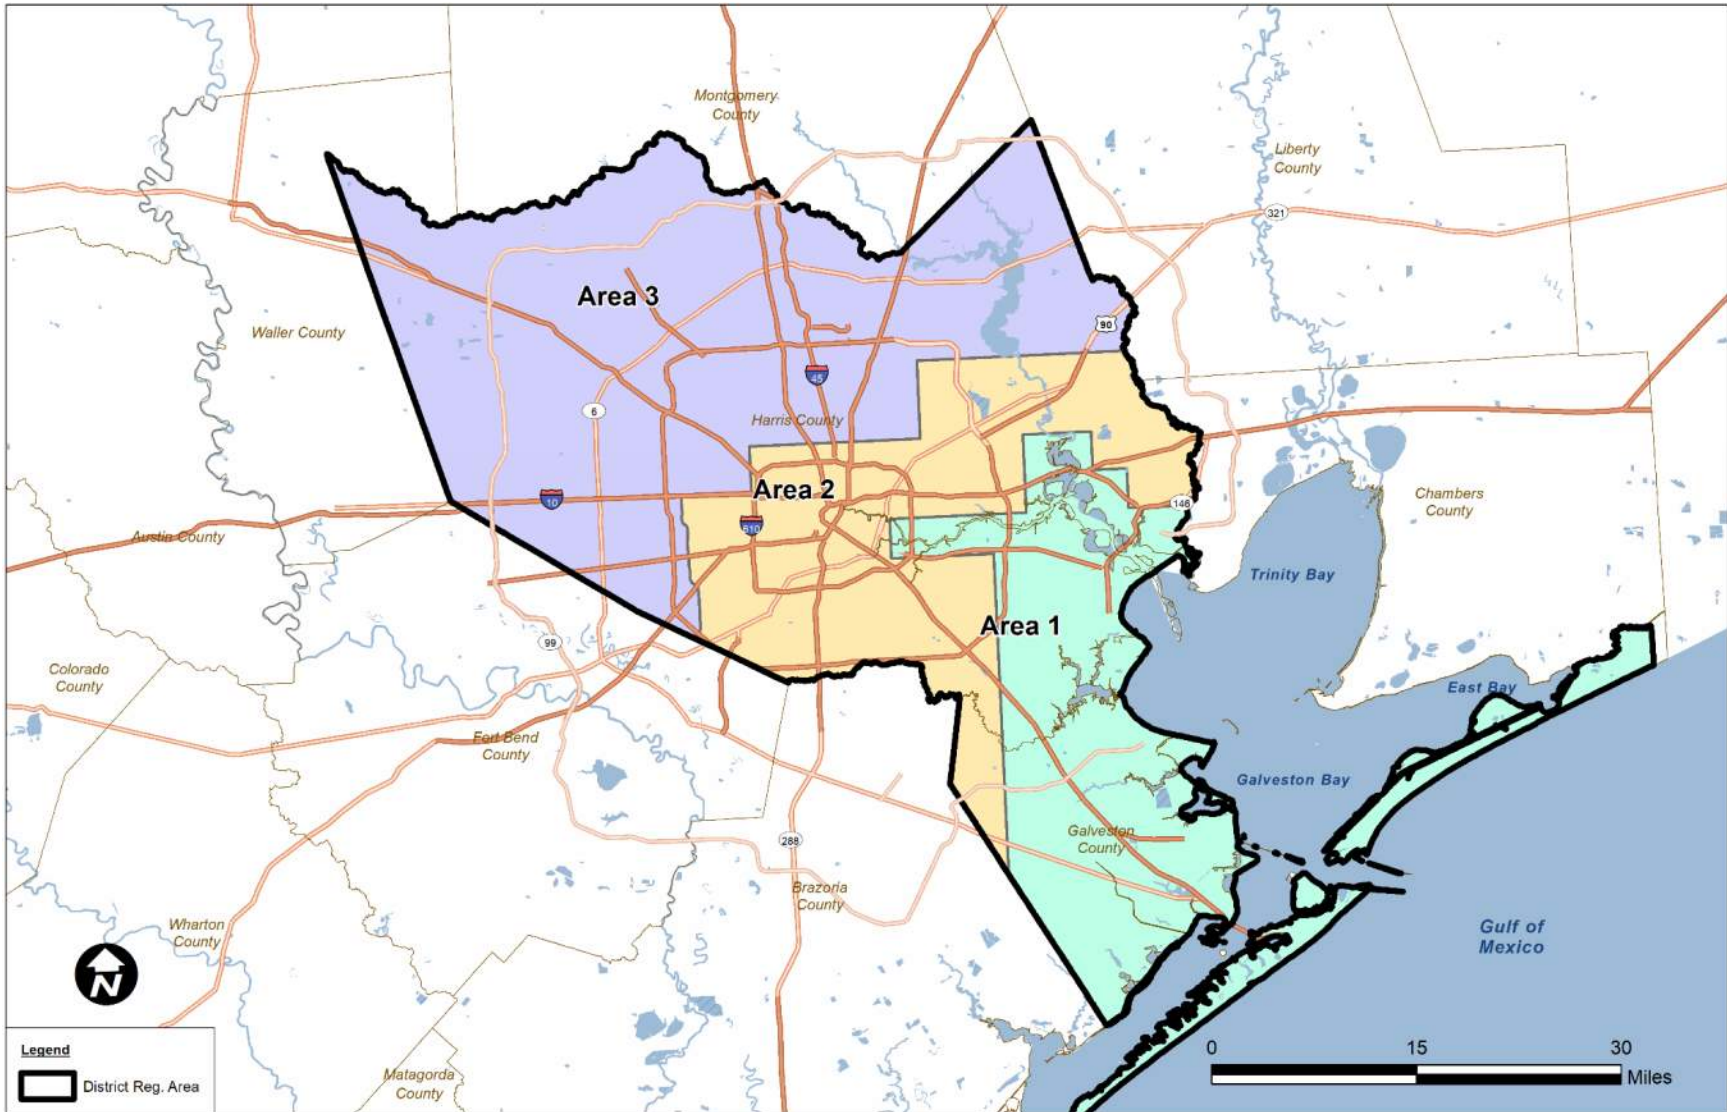 Montgomery
County
Liberty
County
321
Area 3
90
Waller County
45
6
Harris County
Area 2
10
610
146
Chambers
County
Austin County
Trinity Bay
Area 1
99
Colorado
County
East Bay
Fort Bend
County
Galveston Bay
Galveston
County
288
Brazoria
County
Wharton
County
Gulf of
Mexico
N
Legend
District Reg. Area
Matagorda
County
0 15 30
Miles